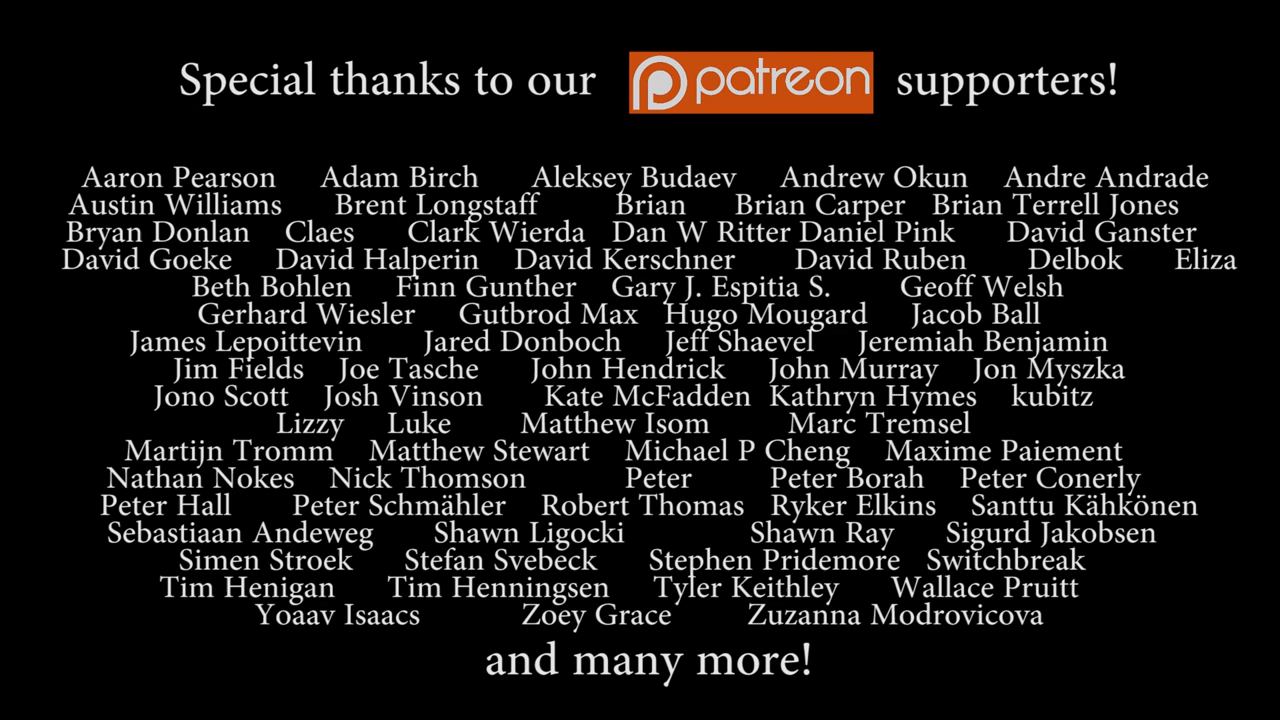 Special thanks to our patreon supporters!
Aaron Pearson Adam Birch Aleksey Budaev Andrew Okun Andre Andrade
Austin Williams Brent Longstaff Brian Brian Carper Brian Terrell Jones
Bryan Donlan Claes Clark Wierda Dan W Ritter Daniel Pink David Ganster
David Goeke David Halperin David Kerschner David Ruben Delbok Eliza
Beth Bohlen Finn Gunther Gary J. Espitia S. Geoff Welsh
Gerhard Wiesler Gutbrod Max Hugo Mougard Jacob Ball
James Lepoittevin Jared Donboch Jeff Shaevel Jeremiah Benjamin
Jim Fields Joe Tasche John Hendrick John Murray Jon Myszka
Jono Scott Josh Vinson Kate McFadden Kathryn Hymes kubitz
Lizzy Luke Matthew Isom Marc Tremsel
Martijn Tromm Matthew Stewart Michael P Cheng Maxime Paiement
Nathan Nokes Nick Thomson Peter Peter Borah Peter Conerly
Peter Hall Peter Schmähler Robert Thomas Ryker Elkins Santtu Kähkönen
Sebastiaan Andeweg Shawn Ligocki Shawn Ray Sigurd Jakobsen
Simen Stroek Stefan Svebeck Stephen Pridemore Switchbreak
Tim Henigan Tim Henningsen Tyler Keithley Wallace Pruitt
Yoaav Isaacs Zoey Grace Zuzanna Modrovicova
and many more!